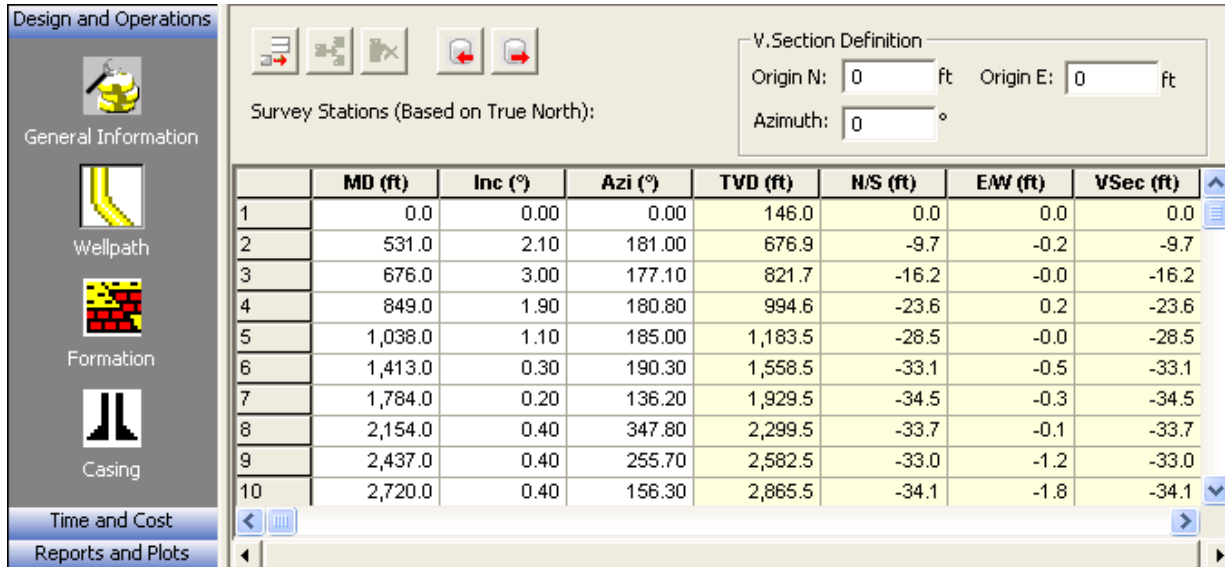 Design and Operations
General Information
Wellpath
Formation
Casing
Time and Cost
Reports and Plots
Survey Stations (Based on True North):
V.Section Definition
Origin N: 0 ft Origin E: 0 ft
Azimuth: 0 °
MD (ft) Inc (°) Azi (°) TVD (ft) N/S (ft) E/W (ft) VSec (ft)
1 0.0 0.00 0.00 146.0 0.0 0.0 0.0
2 531.0 2.10 181.00 676.9 -9.7 -0.2 -9.7
3 676.0 3.00 177.10 821.7 -16.2 -0.0 -16.2
4 849.0 1.90 180.80 994.6 -23.6 0.2 -23.6
5 1,038.0 1.10 185.00 1,183.5 -28.5 -0.0 -28.5
6 1,413.0 0.30 190.30 1,558.5 -33.1 -0.5 -33.1
7 1,784.0 0.20 136.20 1,929.5 -34.5 -0.3 -34.5
8 2,154.0 0.40 347.80 2,299.5 -33.7 -0.1 -33.7
9 2,437.0 0.40 255.70 2,582.5 -33.0 -1.2 -33.0
10 2,720.0 0.40 156.30 2,865.5 -34.1 -1.8 -34.1